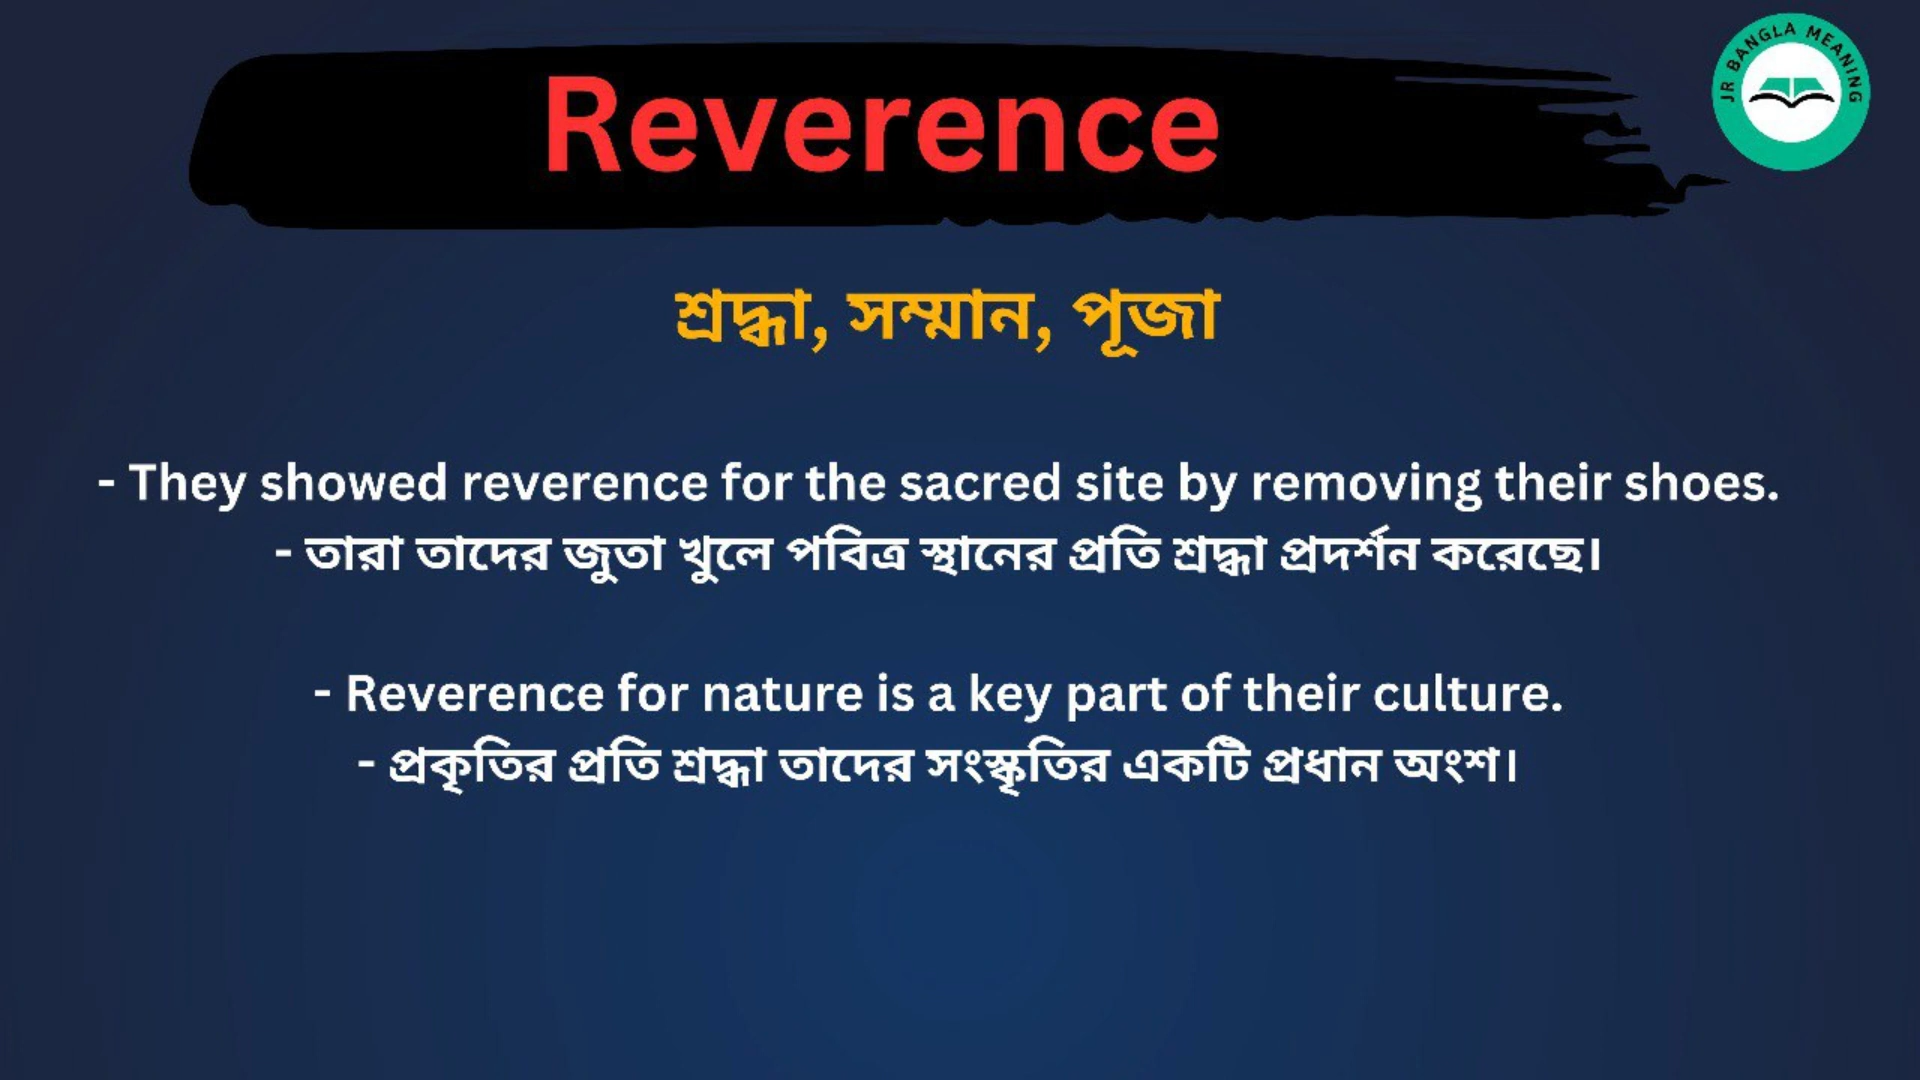 JR BANGLA MEANING
Reverence
শ্রদ্ধা, সম্মান, পূজা
- They showed reverence for the sacred site by removing their shoes.
- তারা তাদের জুতা খুলে পবিত্র স্থানের প্রতি শ্রদ্ধা প্রদর্শন করেছে।
- Reverence for nature is a key part of their culture.
- প্রকৃতির প্রতি শ্রদ্ধা তাদের সংস্কৃতির একটি প্রধান অংশ।